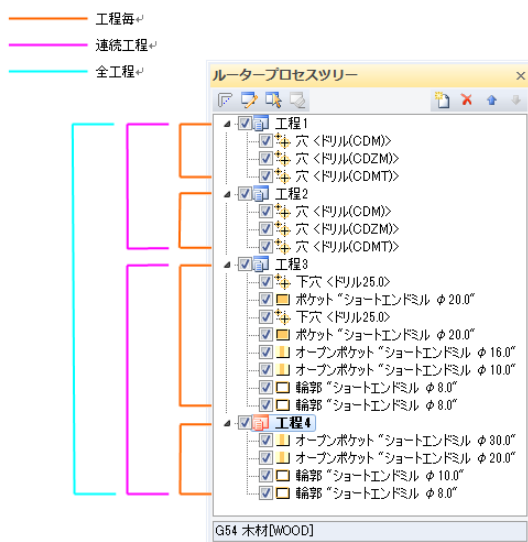 工程毎↵
連続工程↵
全工程↵
ルータープロセスツリー
工程1
穴 <ドリル(CDM)>
穴 <ドリル(CDZM)>
穴 <ドリル(CDMT)>
工程2
穴 <ドリル(CDM)>
穴 <ドリル(CDZM)>
穴 <ドリル(CDMT)>
工程3
下穴 <ドリル25.0>
ポケット "ショートエンドミル φ20.0"
下穴 <ドリル25.0>
ポケット "ショートエンドミル φ20.0"
オープンポケット "ショートエンドミル φ16.0"
オープンポケット "ショートエンドミル φ10.0"
輪郭 "ショートエンドミル φ8.0"
輪郭 "ショートエンドミル φ8.0"
工程4
オープンポケット "ショートエンドミル φ30.0"
オープンポケット "ショートエンドミル φ20.0"
輪郭 "ショートエンドミル φ10.0"
輪郭 "ショートエンドミル φ8.0"
G54 木材[WOOD]